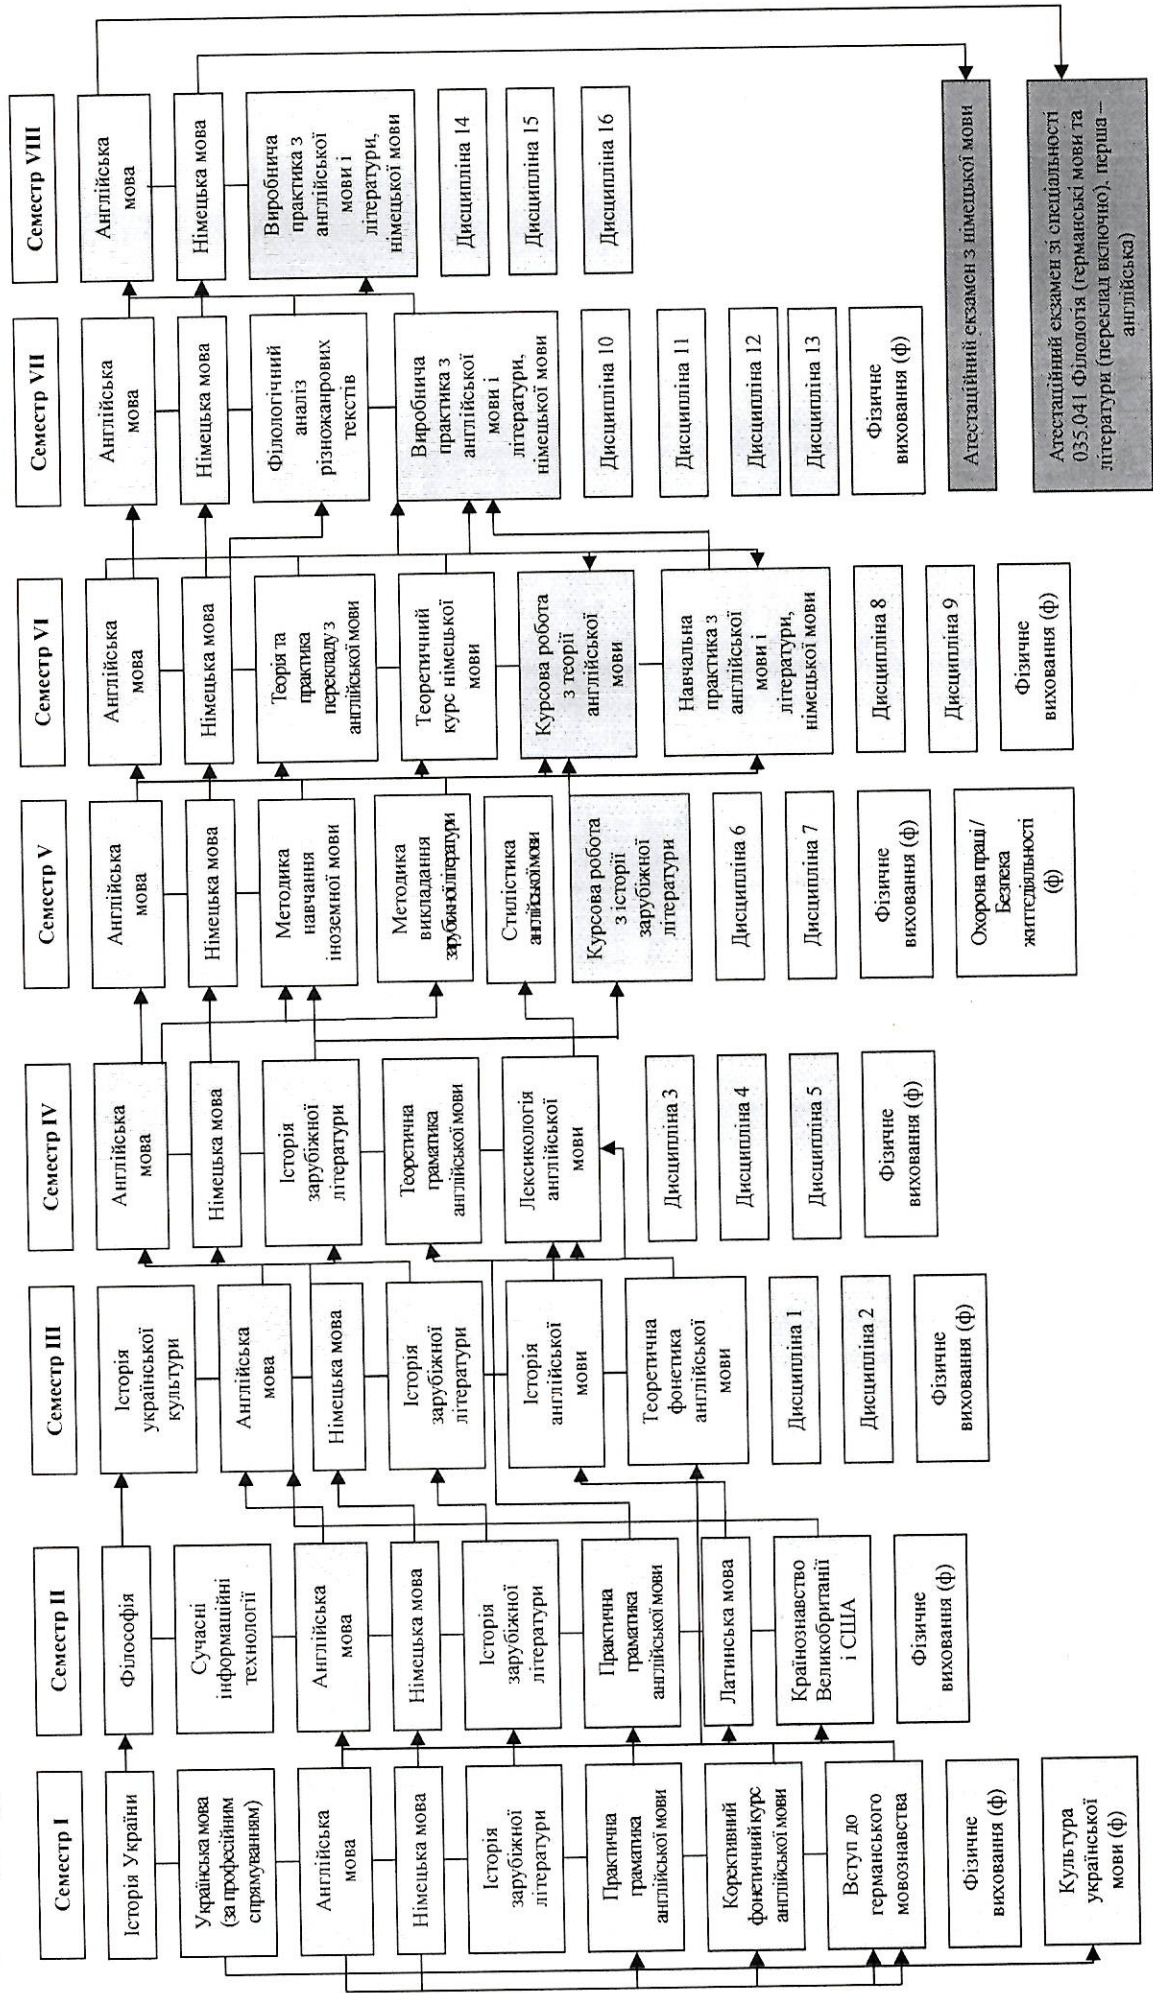 Семестр I
Історія України
Українська мова
(за професійним
спрямуванням)
Англійська
мова
Німецька мова
Історія
зарубіжної
літератури
Практична
граматика
англійської мови
Корективний
фонетичний курс
англійської мови
Вступ до
германського
мовознавства
Фізичне
виховання (ф)
Культура
української
мови (ф)
Семестр II
Філософія
Сучасні
інформаційні
технології
Англійська
мова
Німецька мова
Історія
зарубіжної
літератури
Практична
граматика
англійської мови
Латинська мова
Країнознавство
Великобританії
і США
Фізичне
виховання (ф)
Семестр III
Історія
української
культури
Англійська
мова
Німецька мова
Історія
зарубіжної
літератури
Історія
англійської
мови
Теоретична
фонетика
англійської
мови
Дисципліна 1
Дисципліна 2
Фізичне
виховання (ф)
Семестр IV
Англійська
мова
Німецька мова
Історія
зарубіжної
літератури
Теоретична
граматика
англійської мови
Лексикологія
англійської
мови
Дисципліна 3
Дисципліна 4
Дисципліна 5
Фізичне
виховання (ф)
Семестр V
Англійська
мова
Німецька мова
Методика
навчання
іноземної мови
Методика
викладання
зарубіжної літератури
Стилістика
англійської мови
Курсова робота
з історії
зарубіжної
літератури
Дисципліна 6
Дисципліна 7
Фізичне
виховання (ф)
Охорона праці /
Безпека
життєдіяльності
(ф)
Семестр VI
Англійська
мова
Німецька мова
Теорія та
практика
перекладу з
англійської мови
Теоретичний
курс німецької
мови
Курсова робота
з теорії
англійської
мови
Навчальна
практика з
англійської
мови і
літератури,
німецької мови
Дисципліна 8
Дисципліна 9
Фізичне
виховання (ф)
Семестр VII
Англійська
мова
Німецька мова
Філологічний
аналіз
різножанрових
текстів
Виробнича
практика з
англійської
мови і
літератури,
німецької мови
Дисципліна 10
Дисципліна 11
Дисципліна 12
Дисципліна 13
Фізичне
виховання (ф)
Семестр VIII
Англійська
мова
Німецька мова
Виробнича
практика з
англійської
мови і
літератури,
німецької мови
Дисципліна 14
Дисципліна 15
Дисципліна 16
Атестаційний екзамен з німецької мови
Атестаційний екзамен зі спеціальності
035.041 Філологія (германські мови та
літератури (переклад включно), перша –
англійська)